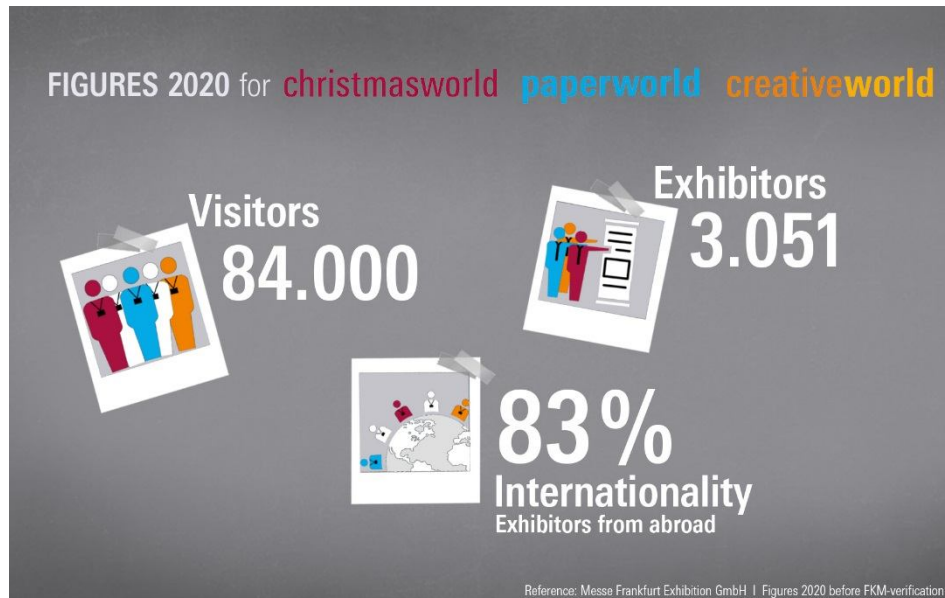 FIGURES 2020 for christmasworld paperworld creativeworld
Visitors
84.000
Exhibitors
3.051
83%
Internationality
Exhibitors from abroad
Reference: Messe Frankfurt Exhibition GmbH I Figures 2020 before FKM-verification